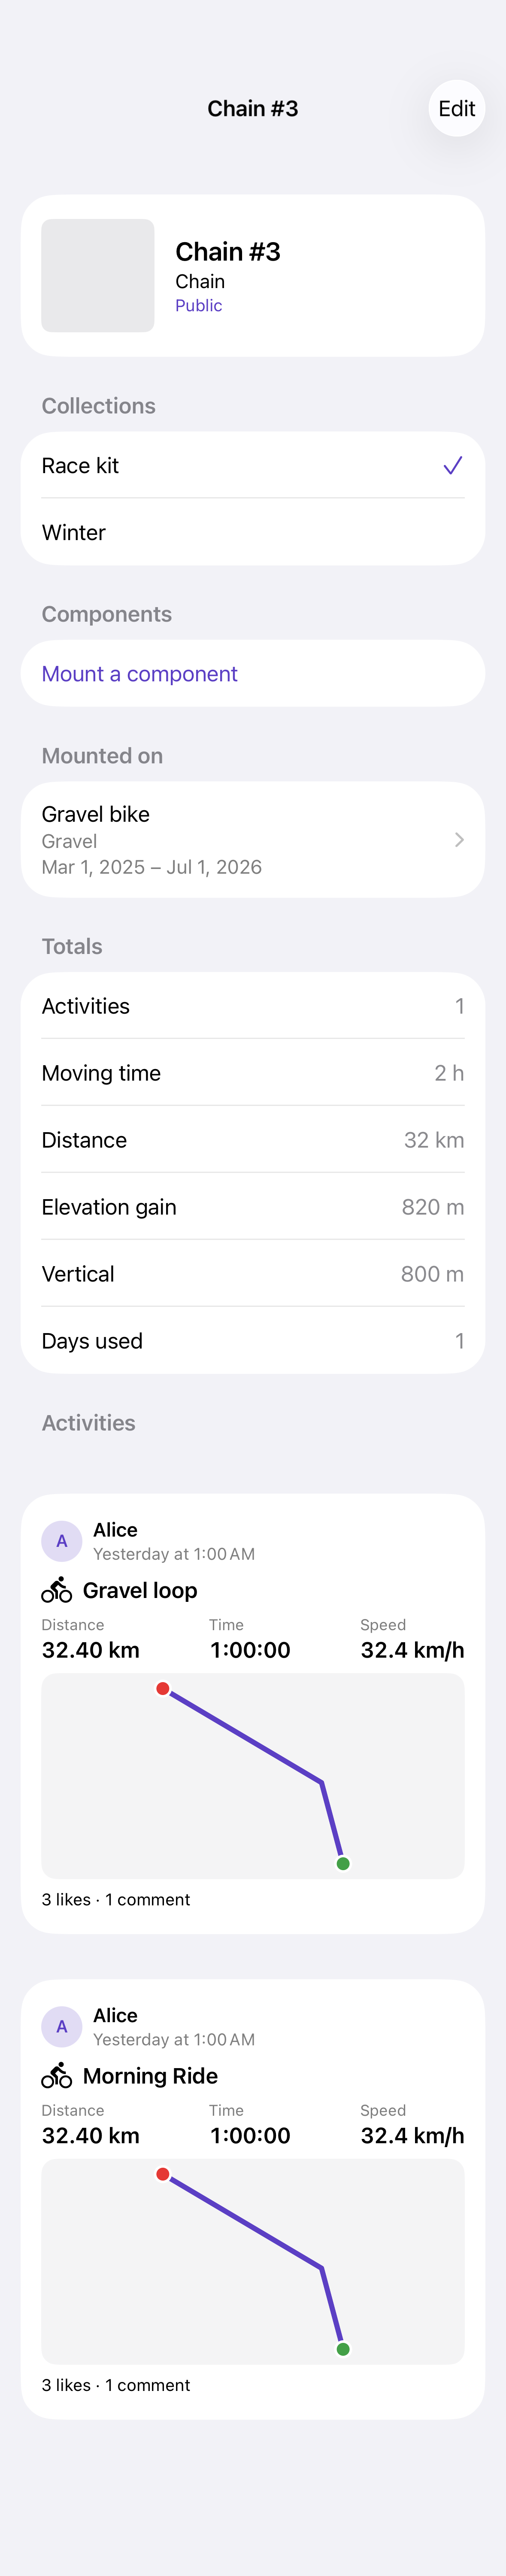 Chain #3
Edit
Chain #3
Chain
Public
Collections
Race kit
Winter
Components
Mount a component
Mounted on
Gravel bike
Gravel
Mar 1, 2025 – Jul 1, 2026
Totals
Activities 1
Moving time 2 h
Distance 32 km
Elevation gain 820 m
Vertical 800 m
Days used 1
Activities
A
Alice
Yesterday at 1:00 AM
Gravel loop
Distance Time Speed
32.40 km 1:00:00 32.4 km/h
3 likes · 1 comment
A
Alice
Yesterday at 1:00 AM
Morning Ride
Distance Time Speed
32.40 km 1:00:00 32.4 km/h
3 likes · 1 comment